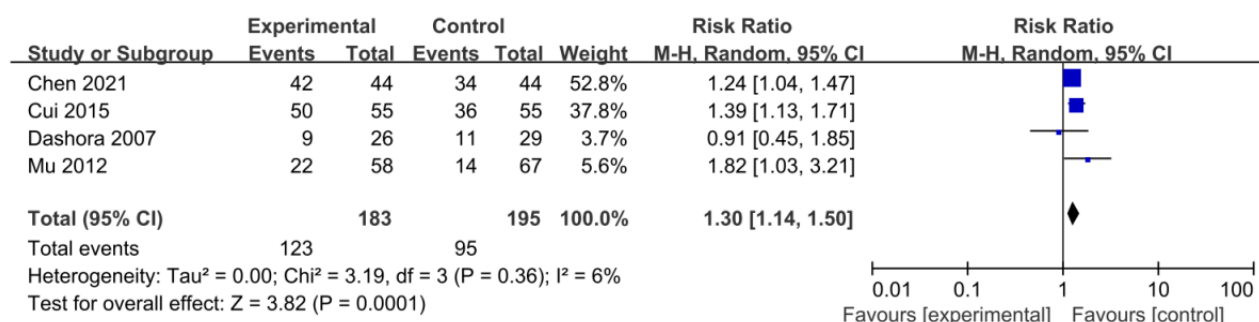 Experimental Control Risk Ratio Risk Ratio
Study or Subgroup Events Total Events Total Weight M-H, Random, 95% CI M-H, Random, 95% CI
Chen 2021 42 44 34 44 52.8% 1.24 [1.04, 1.47]
Cui 2015 50 55 36 55 37.8% 1.39 [1.13, 1.71]
Dashora 2007 9 26 11 29 3.7% 0.91 [0.45, 1.85]
Mu 2012 22 58 14 67 5.6% 1.82 [1.03, 3.21]
Total (95% CI) 183 195 100.0% 1.30 [1.14, 1.50]
Total events 123 95
Heterogeneity: Tau² = 0.00; Chi² = 3.19, df = 3 (P = 0.36); I² = 6%
Test for overall effect: Z = 3.82 (P = 0.0001)
0.01 0.1 1 10 100
Favours [experimental] Favours [control]